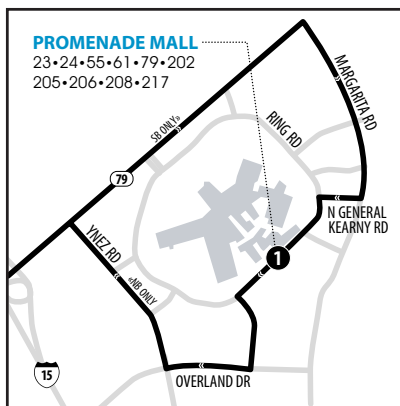 PROMENADE MALL
23•24•55•61•79•202
205•206•208•217
MARGARITA RD
SB ONLY»
RING RD
79
N GENERAL
KEARNY RD
YNEZ RD
«NB ONLY
1
15
OVERLAND DR